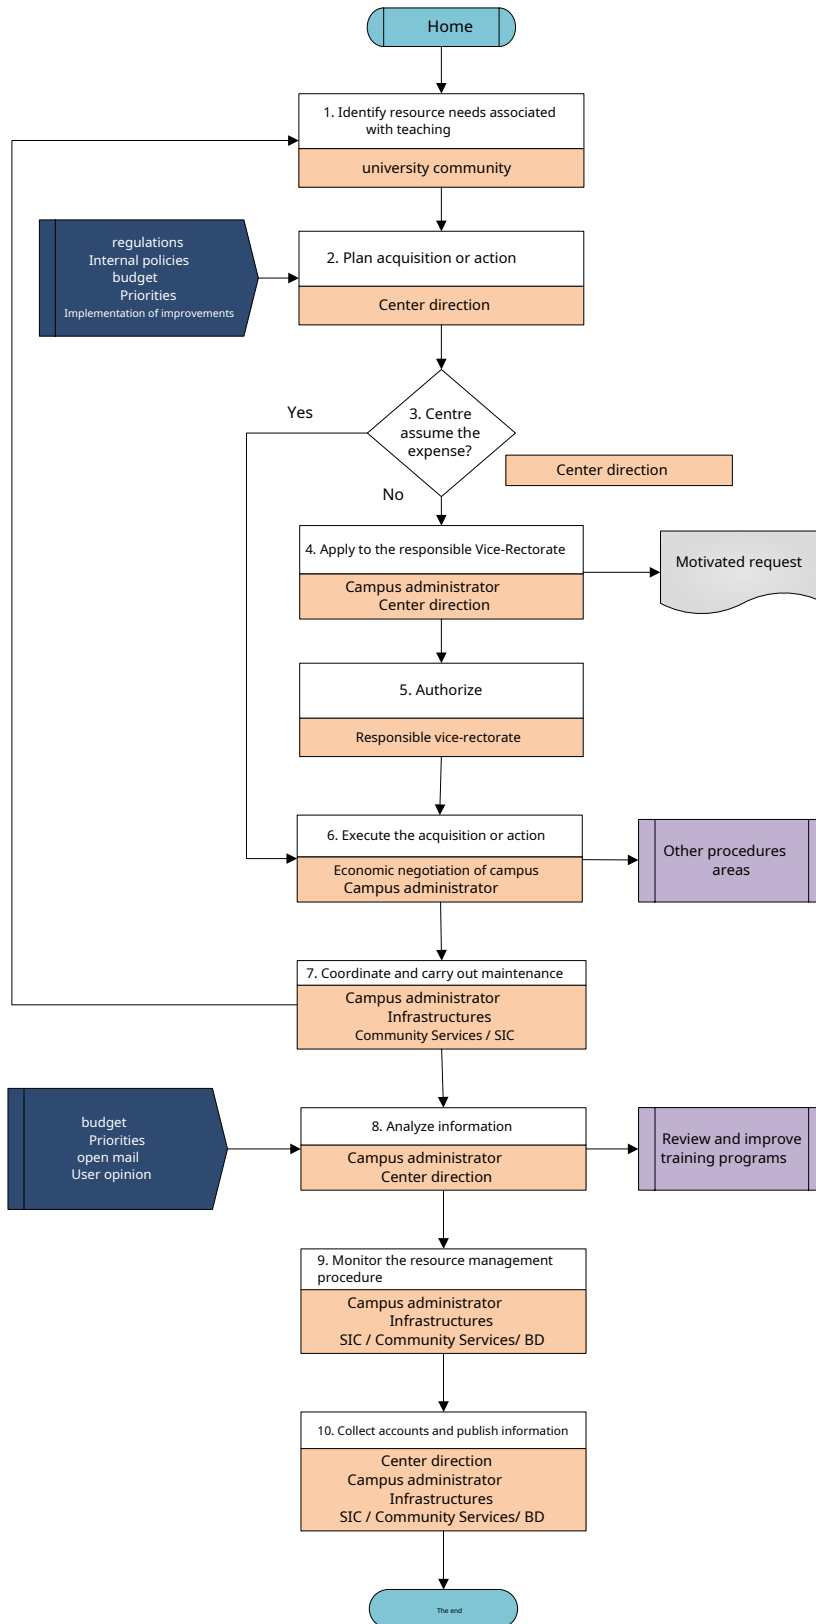 Home
1. Identify resource needs associated
with teaching
university community
regulations
Internal policies
budget
Priorities
Implementation of improvements
2. Plan acquisition or action
Center direction
Yes
3. Centre
assume the
expense?
Center direction
No
4. Apply to the responsible Vice-Rectorate
Campus administrator
Center direction
Motivated request
5. Authorize
Responsible vice-rectorate
6. Execute the acquisition or action
Economic negotiation of campus
Campus administrator
Other procedures
areas
7. Coordinate and carry out maintenance
Campus administrator
Infrastructures
Community Services / SIC
budget
Priorities
open mail
User opinion
8. Analyze information
Campus administrator
Center direction
Review and improve
training programs
9. Monitor the resource management
procedure
Campus administrator
Infrastructures
SIC / Community Services/ BD
10. Collect accounts and publish information
Center direction
Campus administrator
Infrastructures
SIC / Community Services/ BD
The end